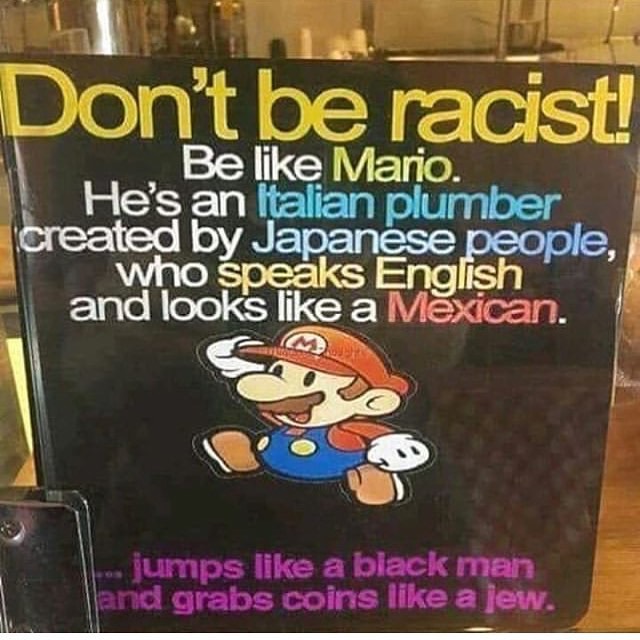 Don't be racist!
Be like Mario.
He's an Italian plumber
created by Japanese people,
who speaks English
and looks like a Mexican.
M
... jumps like a black man
and grabs coins like a jew.